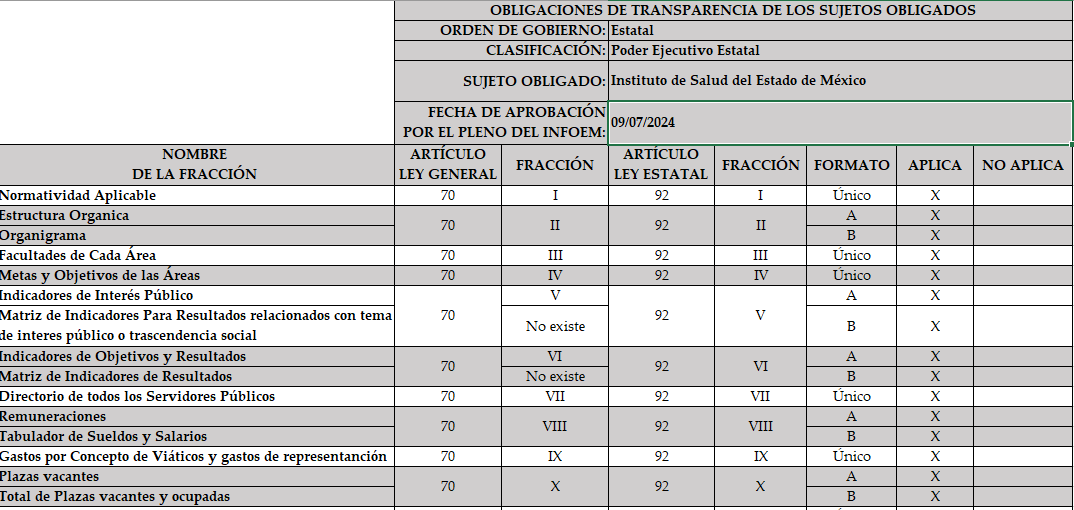 OBLIGACIONES DE TRANSPARENCIA DE LOS SUJETOS OBLIGADOS
ORDEN DE GOBIERNO: Estatal
CLASIFICACIÓN: Poder Ejecutivo Estatal
SUJETO OBLIGADO: Instituto de Salud del Estado de México
FECHA DE APROBACIÓN
POR EL PLENO DEL INFOEM: 09/07/2024
NOMBRE
DE LA FRACCIÓN
ARTÍCULO
LEY GENERAL
FRACCIÓN
ARTÍCULO
LEY ESTATAL
FRACCIÓN
FORMATO
APLICA
NO APLICA
Normatividad Aplicable 70 I 92 I Único X
Estructura Organica 70 II 92 II A X
Organigrama B X
Facultades de Cada Área 70 III 92 III Único X
Metas y Objetivos de las Áreas 70 IV 92 IV Único X
Indicadores de Interés Público 70 V 92 V A X
Matriz de Indicadores Para Resultados relacionados con tema
de interes público o trascendencia social No existe B X
Indicadores de Objetivos y Resultados 70 VI 92 VI A X
Matriz de Indicadores de Resultados No existe B X
Directorio de todos los Servidores Públicos 70 VII 92 VII Único X
Remuneraciones 70 VIII 92 VIII A X
Tabulador de Sueldos y Salarios B X
Gastos por Concepto de Viáticos y gastos de representanción 70 IX 92 IX Único X
Plazas vacantes 70 X 92 X A X
Total de Plazas vacantes y ocupadas B X